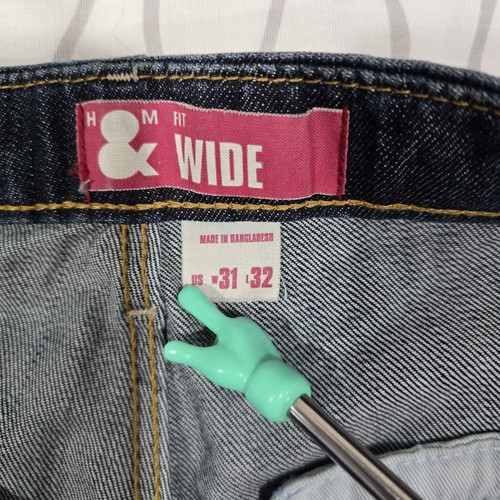 H & M FIT
WIDE
MADE IN BANGLADESH
US W31 L32